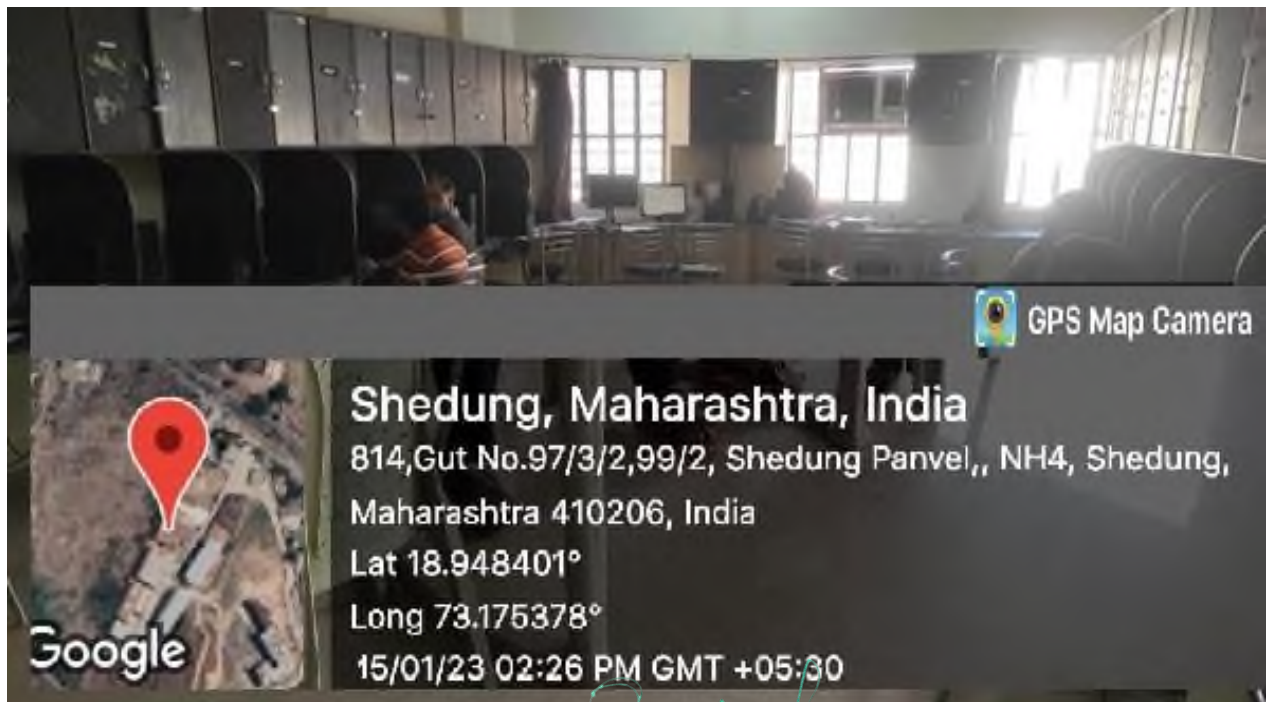 GPS Map Camera
Shedung, Maharashtra, India
814,Gut No.97/3/2,99/2, Shedung Panvel,, NH4, Shedung,
Maharashtra 410206, India
Lat 18.948401°
Long 73.175378°
15/01/23 02:26 PM GMT +05:30
Google